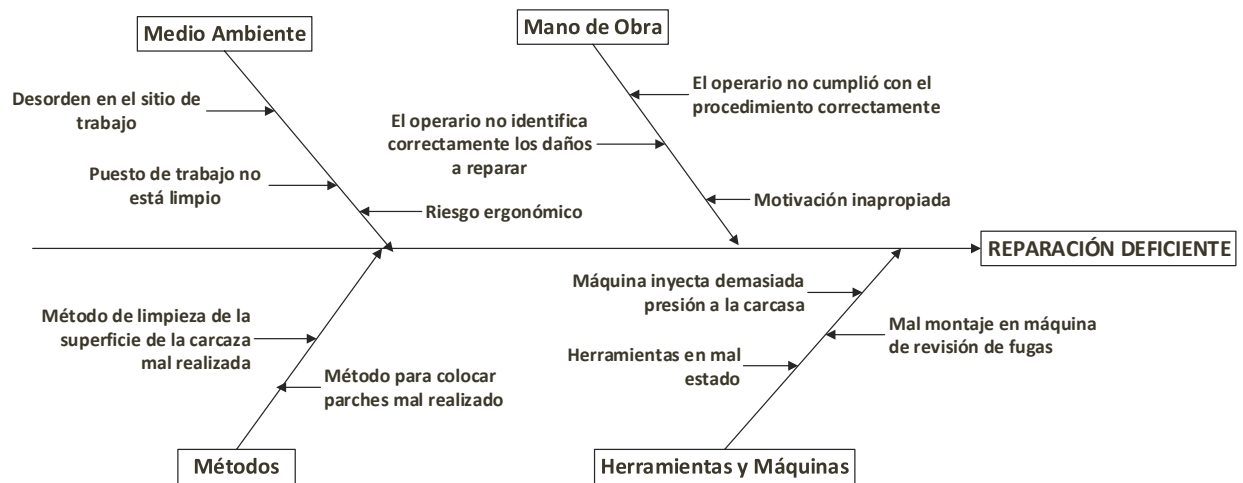 Medio Ambiente
Mano de Obra
Desorden en el sitio de
trabajo
Puesto de trabajo no
está limpio
Riesgo ergonómico
El operario no cumplió con el
procedimiento correctamente
El operario no identifica
correctamente los daños
a reparar
Motivación inapropiada
REPARACIÓN DEFICIENTE
Método de limpieza de la
superficie de la carcaza
mal realizada
Método para colocar
parches mal realizado
Máquina inyecta demasiada
presión a la carcasa
Mal montaje en máquina
de revisión de fugas
Herramientas en mal
estado
Métodos
Herramientas y Máquinas